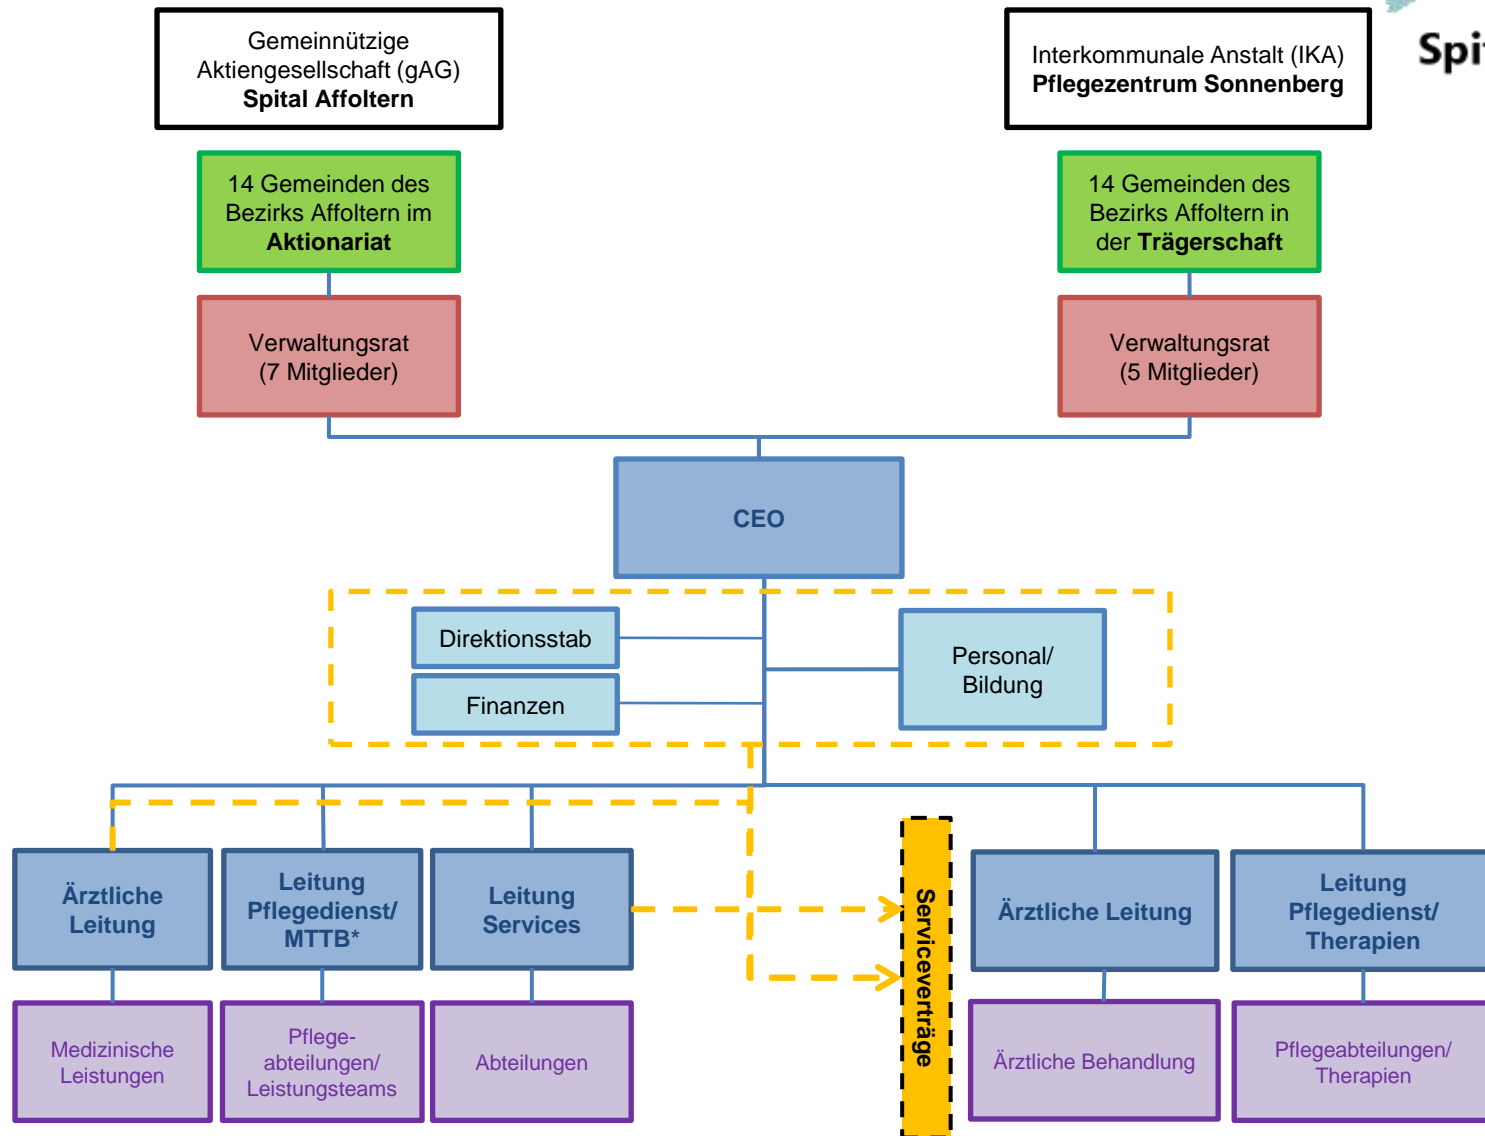 Gemeinnützige
Aktiengesellschaft (gAG)
Spital Affoltern
Interkommunale Anstalt (IKA)
Pflegezentrum Sonnenberg
14 Gemeinden des
Bezirks Affoltern im
Aktionariat
14 Gemeinden des
Bezirks Affoltern in
der Trägerschaft
Verwaltungsrat
(7 Mitglieder)
Verwaltungsrat
(5 Mitglieder)
CEO
Direktionsstab
Finanzen
Personal/
Bildung
Ärztliche
Leitung
Leitung
Pflegedienst/
MTTB*
Leitung
Services
Serviceverträge
Ärztliche Leitung
Leitung
Pflegedienst/
Therapien
Medizinische
Leistungen
Pflege-
abteilungen/
Leistungsteams
Abteilungen
Ärztliche Behandlung
Pflegeabteilungen/
Therapien